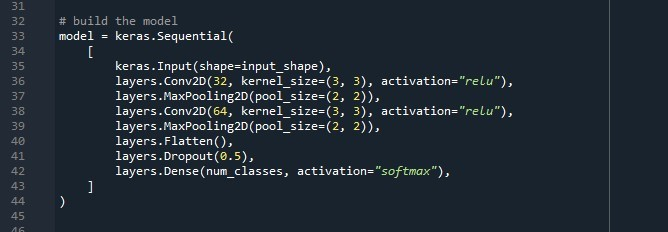 31
32 # build the model
33 model = keras.Sequential(
34     [
35         keras.Input(shape=input_shape),
36         layers.Conv2D(32, kernel_size=(3, 3), activation="relu"),
37         layers.MaxPooling2D(pool_size=(2, 2)),
38         layers.Conv2D(64, kernel_size=(3, 3), activation="relu"),
39         layers.MaxPooling2D(pool_size=(2, 2)),
40         layers.Flatten(),
41         layers.Dropout(0.5),
42         layers.Dense(num_classes, activation="softmax"),
43     ]
44 )
45
46